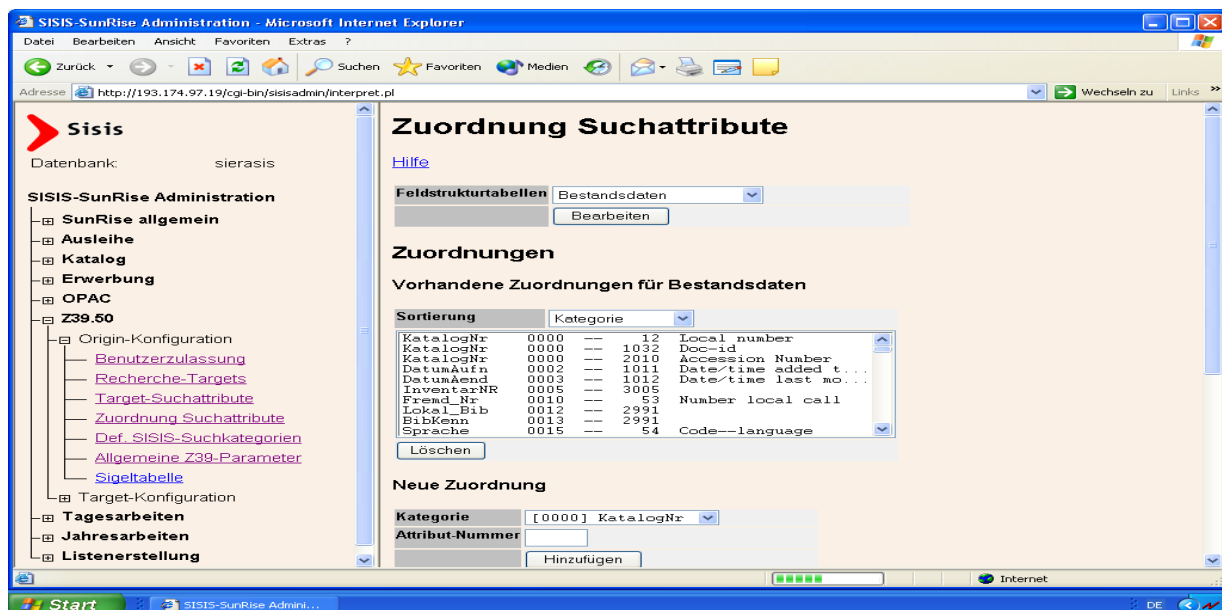 SISIS-SunRise Administration - Microsoft Internet Explorer
Datei Bearbeiten Ansicht Favoriten Extras ?
Zurück Suchen Favoriten Medien
Adresse http://193.174.97.19/cgi-bin/sisisadmin/interpret.pl Wechseln zu Links »
Sisis
Datenbank: sierasis
SISIS-SunRise Administration
SunRise allgemein
Ausleihe
Katalog
Erwerbung
OPAC
Z39.50
Origin-Konfiguration
Benutzerzulassung
Recherche-Targets
Target-Suchattribute
Zuordnung Suchattribute
Def. SISIS-Suchkategorien
Allgemeine Z39-Parameter
Sigeltabelle
Target-Konfiguration
Tagesarbeiten
Jahresarbeiten
Listenerstellung
Zuordnung Suchattribute
Hilfe
Feldstrukturtabellen Bestandsdaten
Bearbeiten
Zuordnungen
Vorhandene Zuordnungen für Bestandsdaten
Sortierung Kategorie
KatalogNr 0000 -- 12 Local number
KatalogNr 0000 -- 1032 Doc-id
KatalogNr 0000 -- 2010 Accession Number
DatumAufn 0002 -- 1011 Date/time added t...
DatumAend 0003 -- 1012 Date/time last mo...
InventarNR 0005 -- 3005
Fremd_Nr 0010 -- 53 Number local call
Lokal_Bib 0012 -- 2991
BibKenn 0013 -- 2991
Sprache 0015 -- 54 Code--language
Löschen
Neue Zuordnung
Kategorie [0000] KatalogNr
Attribut-Nummer
Hinzufügen
Internet
Start SISIS-SunRise Admini... DE